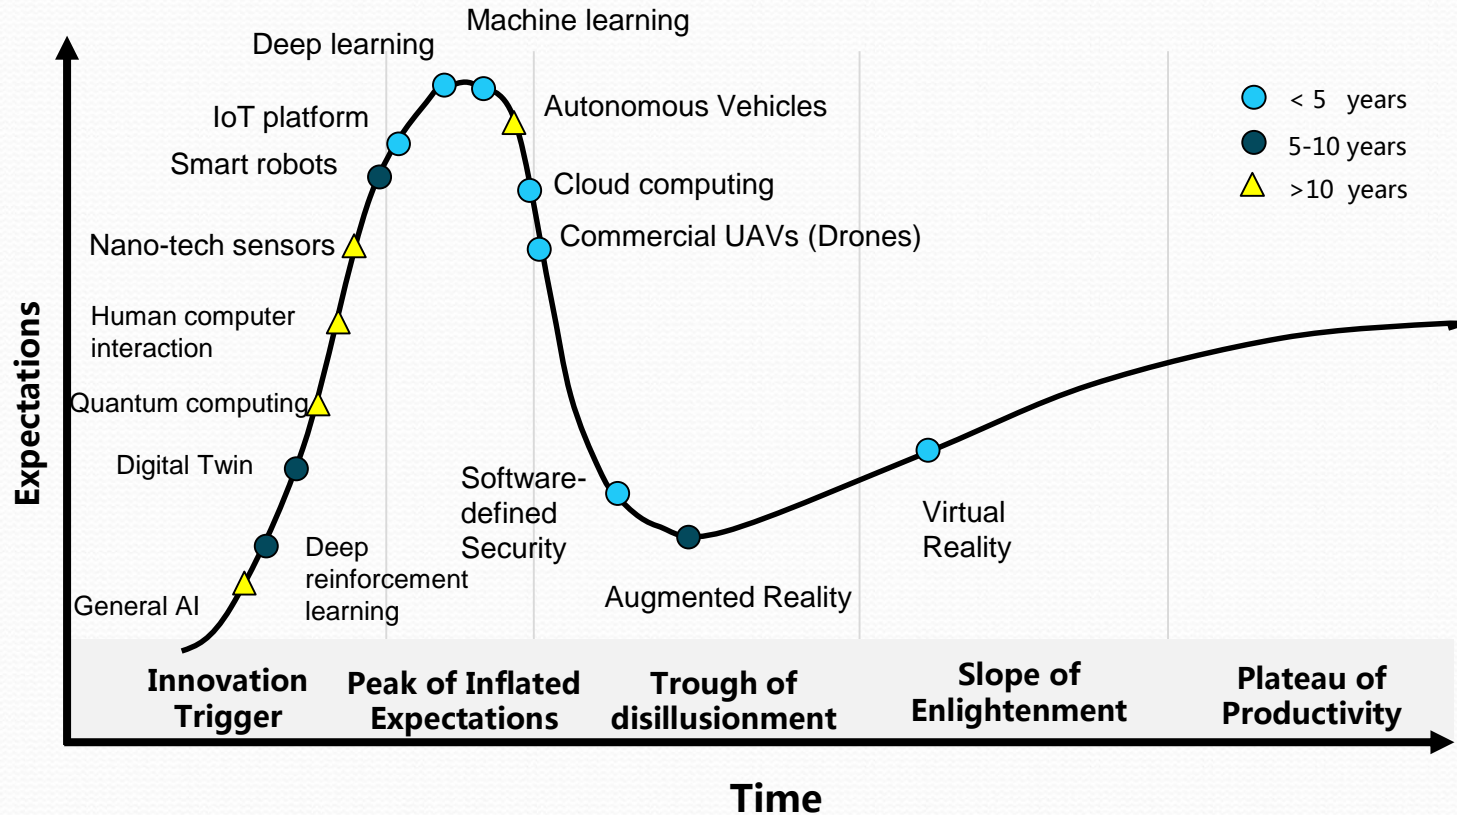 Machine learning
Deep learning
IoT platform
Autonomous Vehicles
Smart robots
Cloud computing
Nano-tech sensors
Commercial UAVs (Drones)
Human computer
interaction
Quantum computing
Digital Twin
Deep
reinforcement
learning
General AI
Software-
defined
Security
Augmented Reality
Virtual
Reality
< 5 years
5-10 years
>10 years
Expectations
Innovation
Trigger
Peak of Inflated
Expectations
Trough of
disillusionment
Slope of
Enlightenment
Plateau of
Productivity
Time